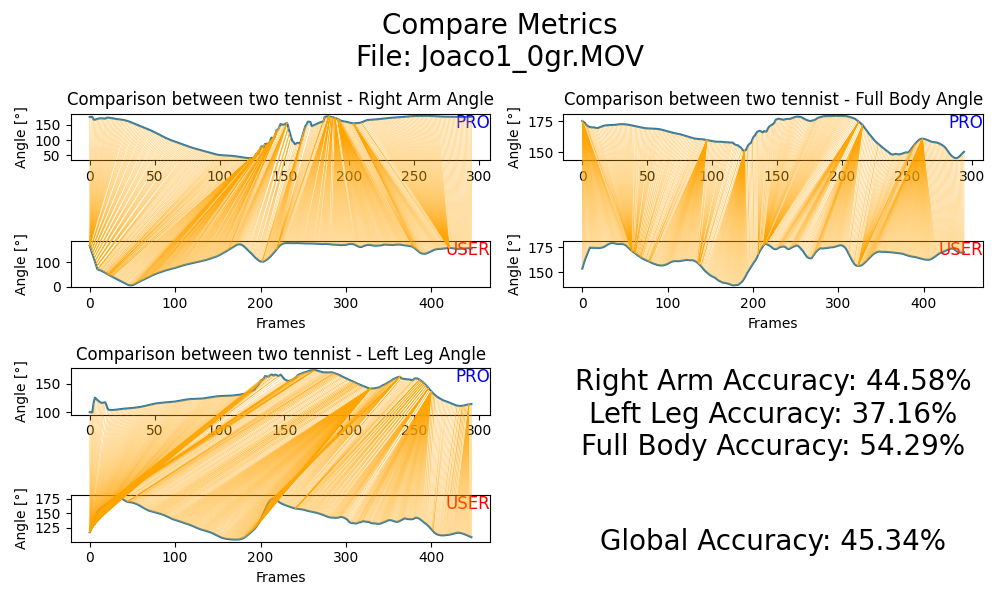 Compare Metrics
File: Joaco1_0gr.MOV
Comparison between two tennist - Right Arm Angle
Angle [°]
150
100
50
PRO
0 50 100 150 200 250 300
Angle [°]
100
0
USER
0 100 200 300 400
Frames
Comparison between two tennist - Full Body Angle
Angle [°]
175
150
PRO
0 50 100 150 200 250 300
Angle [°]
175
150
USER
0 100 200 300 400
Frames
Comparison between two tennist - Left Leg Angle
Angle [°]
150
100
PRO
0 50 100 150 200 250 300
Angle [°]
175
150
125
USER
0 100 200 300 400
Frames
Right Arm Accuracy: 44.58%
Left Leg Accuracy: 37.16%
Full Body Accuracy: 54.29%
Global Accuracy: 45.34%